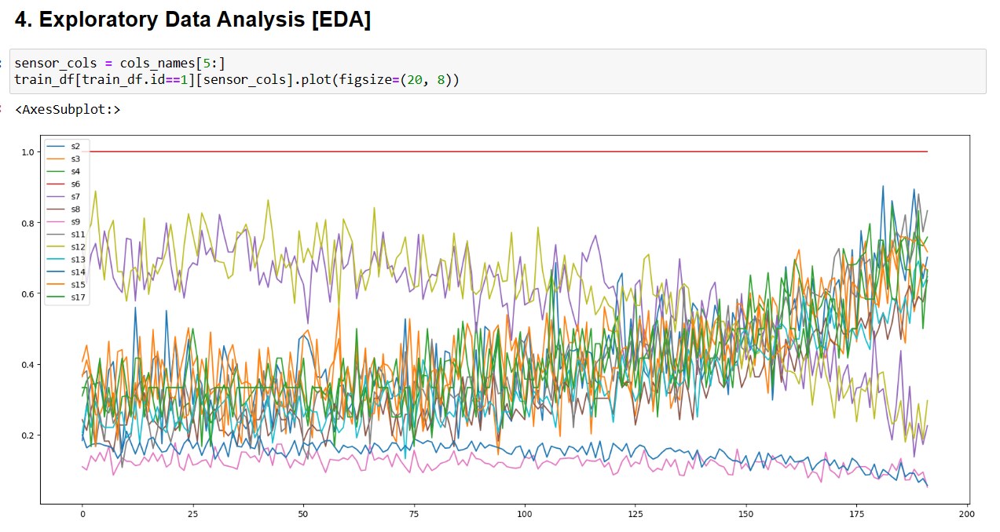 4. Exploratory Data Analysis [EDA]
sensor_cols = cols_names[5:]
train_df[train_df.id==1][sensor_cols].plot(figsize=(20, 8))
<AxesSubplot:>
1.0
0.8
0.6
0.4
0.2
s2
s3
s4
s6
s7
s8
s9
s11
s12
s13
s14
s15
s17
0 25 50 75 100 125 150 175 200